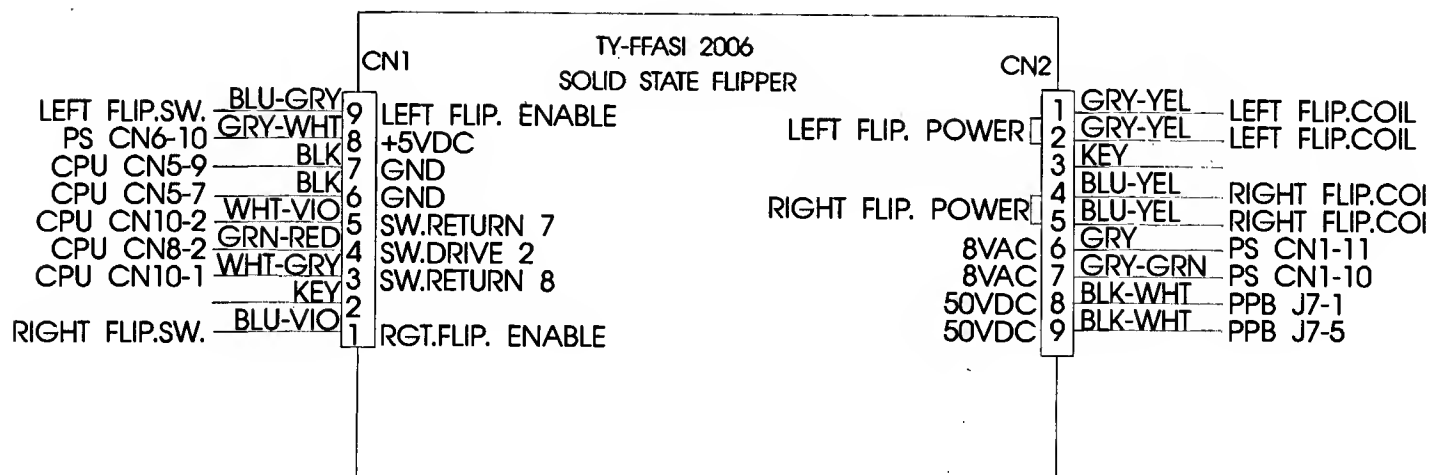 TY-FFASI 2006
SOLID STATE FLIPPER
CN1
LEFT FLIP.SW. BLU-GRY 9 LEFT FLIP. ENABLE
PS CN6-10 GRY-WHT 8 +5VDC
CPU CN5-9 BLK 7 GND
CPU CN5-7 BLK 6 GND
CPU CN10-2 WHT-VIO 5 SW.RETURN 7
CPU CN8-2 GRN-RED 4 SW.DRIVE 2
CPU CN10-1 WHT-GRY 3 SW.RETURN 8
KEY 2
RIGHT FLIP.SW. BLU-VIO 1 RGT.FLIP. ENABLE
CN2
1 GRY-YEL LEFT FLIP.COIL
LEFT FLIP. POWER
2 GRY-YEL LEFT FLIP.COIL
3 KEY
4 BLU-YEL RIGHT FLIP.COI
RIGHT FLIP. POWER
5 BLU-YEL RIGHT FLIP.COI
8VAC 6 GRY PS CN1-11
8VAC 7 GRY-GRN PS CN1-10
50VDC 8 BLK-WHT PPB J7-1
50VDC 9 BLK-WHT PPB J7-5